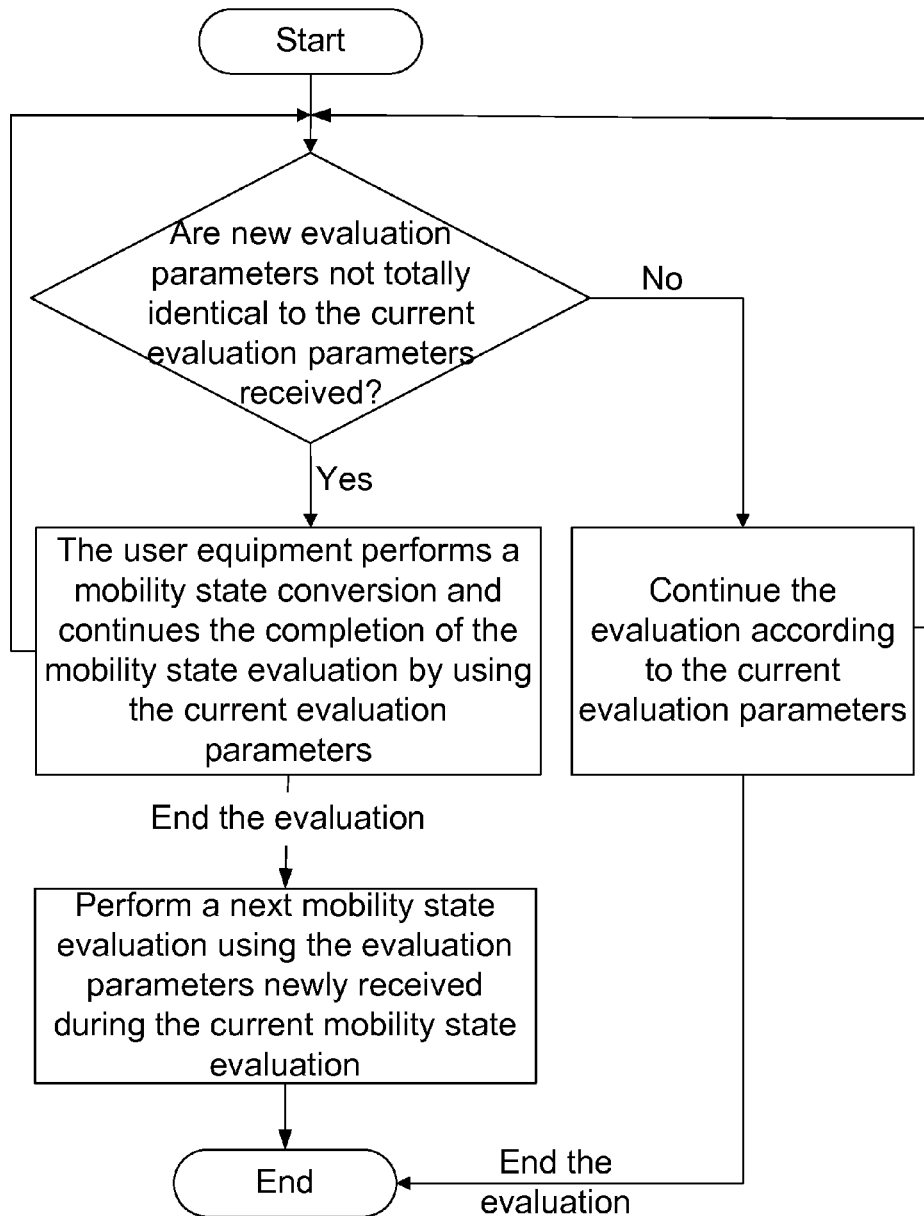 Start
Are new evaluation
parameters not totally
identical to the current
evaluation parameters
received?
No
Yes
The user equipment performs a
mobility state conversion and
continues the completion of the
mobility state evaluation by using
the current evaluation
parameters
Continue the
evaluation according
to the current
evaluation parameters
End the evaluation
Perform a next mobility state
evaluation using the evaluation
parameters newly received
during the current mobility state
evaluation
End
End the
evaluation